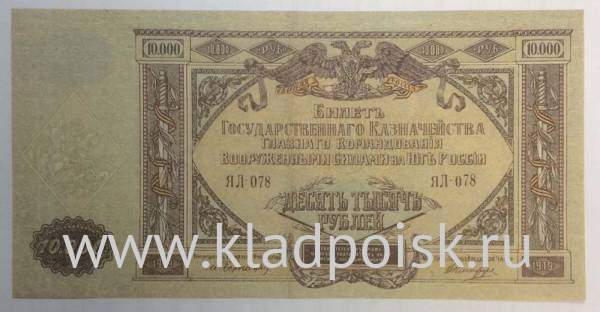 10.000 10.000 РУБ. 10.000 РУБ. 10.000
БИЛЕТЪ
ГОСУДАРСТВЕННАГО КАЗНАЧЕЙСТВА
ГЛАВНАГО КОМАНДОВАНІЯ
ВООРУЖЕННЫМИ СИЛАМИ НА ЮГѢ РОССІИ
ЯЛ-078 ЯЛ-078
ДЕСЯТЬ ТЫСЯЧЪ
РУБЛЕЙ
www.kladpoisk.ru
1919